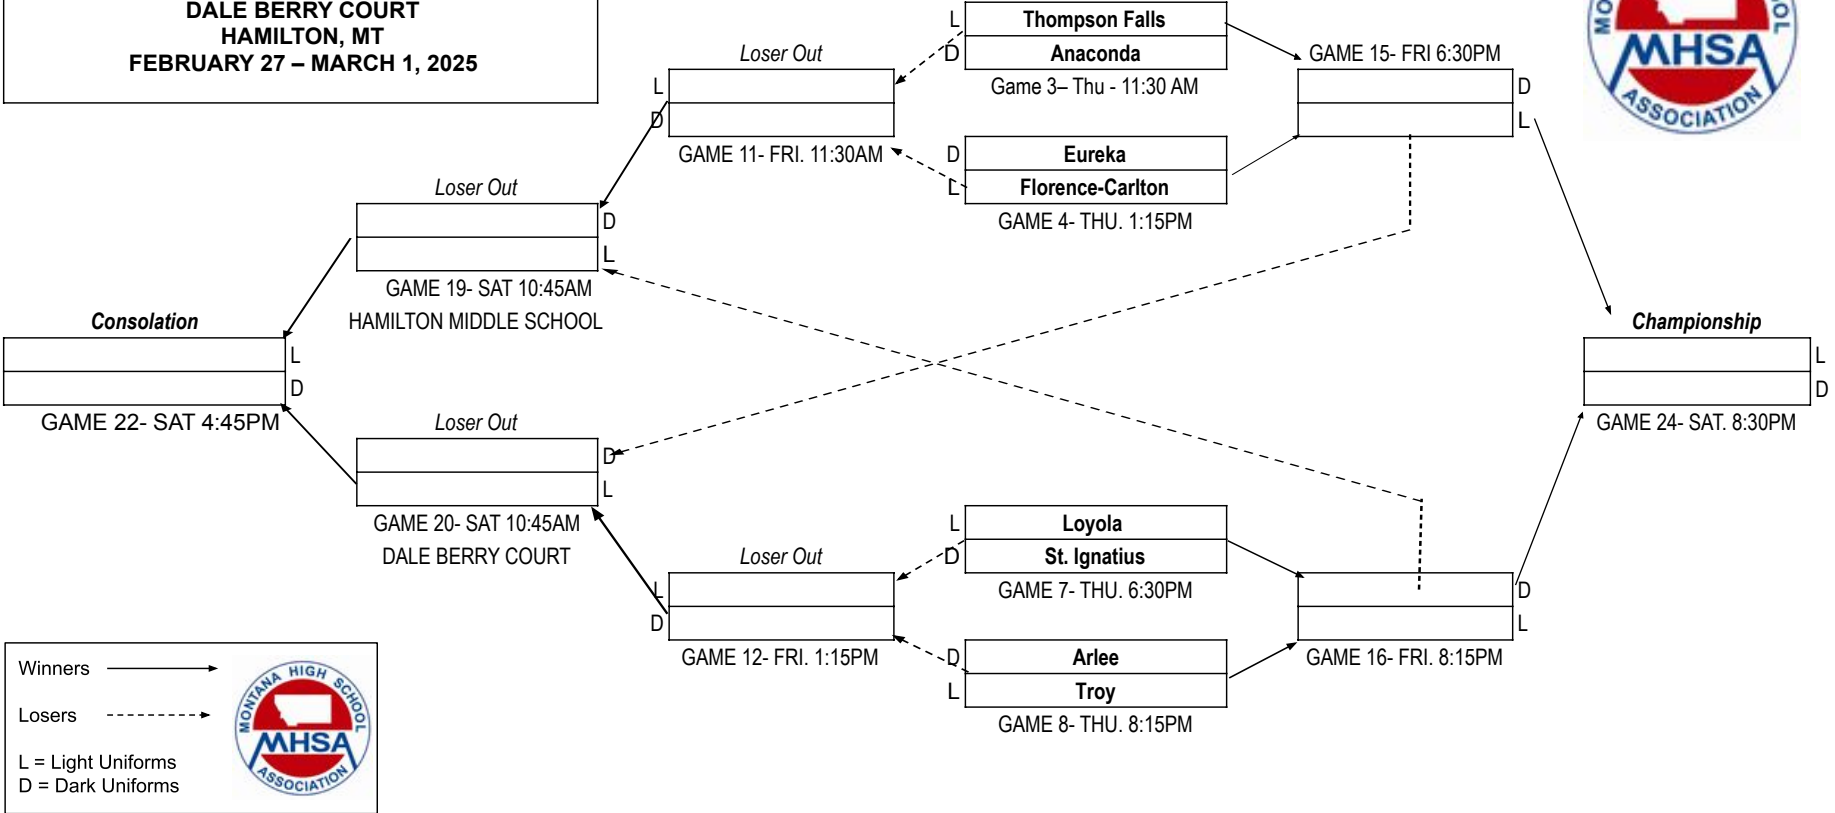 DALE BERRY COURT
HAMILTON, MT
FEBRUARY 27 – MARCH 1, 2025
L
Thompson Falls
D
Anaconda
Game 3– Thu - 11:30 AM
Loser Out
L
D
GAME 11- FRI. 11:30AM
D
Eureka
L
Florence-Carlton
GAME 4- THU. 1:15PM
GAME 15- FRI 6:30PM
D
L
MHSA
ASSOCIATION
Loser Out
D
L
GAME 19- SAT 10:45AM
HAMILTON MIDDLE SCHOOL
Consolation
L
D
GAME 22- SAT 4:45PM
Championship
L
D
GAME 24- SAT. 8:30PM
Loser Out
D
L
GAME 20- SAT 10:45AM
DALE BERRY COURT
Loser Out
L
D
GAME 12- FRI. 1:15PM
L
Loyola
D
St. Ignatius
GAME 7- THU. 6:30PM
D
Arlee
L
Troy
GAME 8- THU. 8:15PM
D
L
GAME 16- FRI. 8:15PM
Winners
Losers
L = Light Uniforms
D = Dark Uniforms
MONTANA HIGH SCHOOL
MHSA
ASSOCIATION